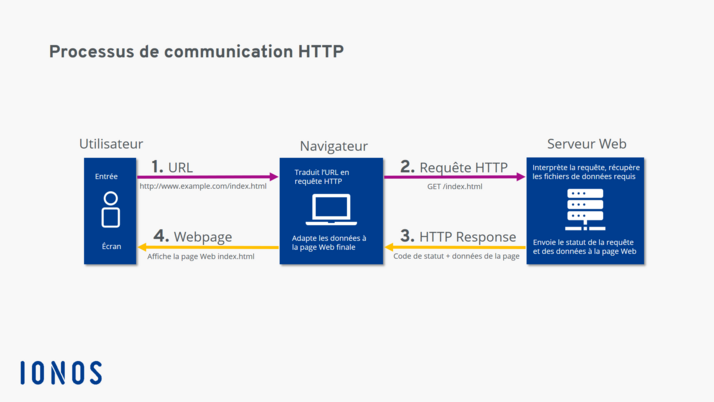 Processus de communication HTTP
Utilisateur
Navigateur
Serveur Web
Entrée
Écran
1. URL
http://www.example.com/index.html
4. Webpage
Affiche la page Web index.html
Traduit l'URL en
requête HTTP
Adapte les données à
la page Web finale
2. Requête HTTP
GET /index.html
3. HTTP Response
Code de statut + données de la page
Interprète la requête, récupère
les fichiers de données requis
Envoie le statut de la requête
et des données à la page Web
IONOS